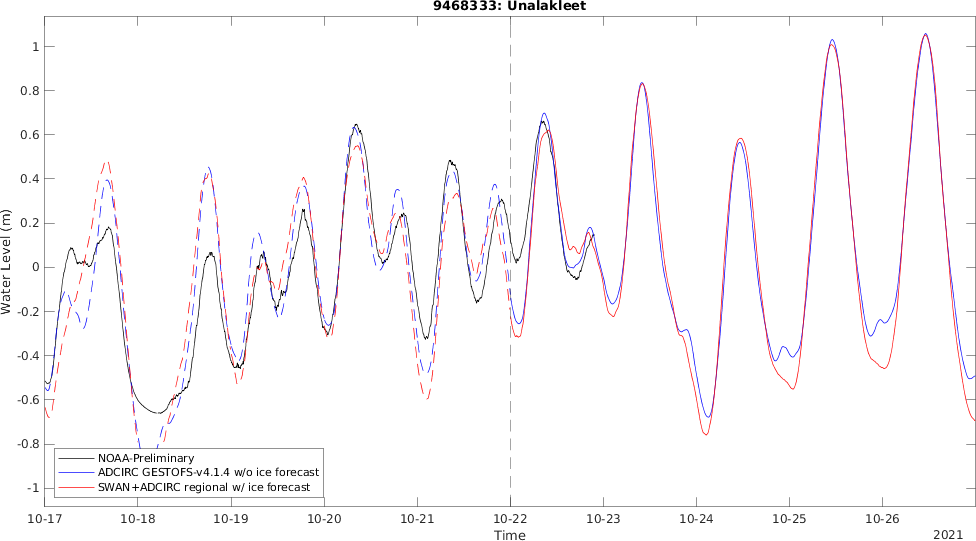 9468333: Unalakleet
Water Level (m)
1
0.8
0.6
0.4
0.2
0
-0.2
-0.4
-0.6
-0.8
-1
NOAA-Preliminary
ADCIRC GESTOFS-v4.1.4 w/o ice forecast
SWAN+ADCIRC regional w/ ice forecast
10-17 10-18 10-19 10-20 10-21 10-22 10-23 10-24 10-25 10-26
Time
2021